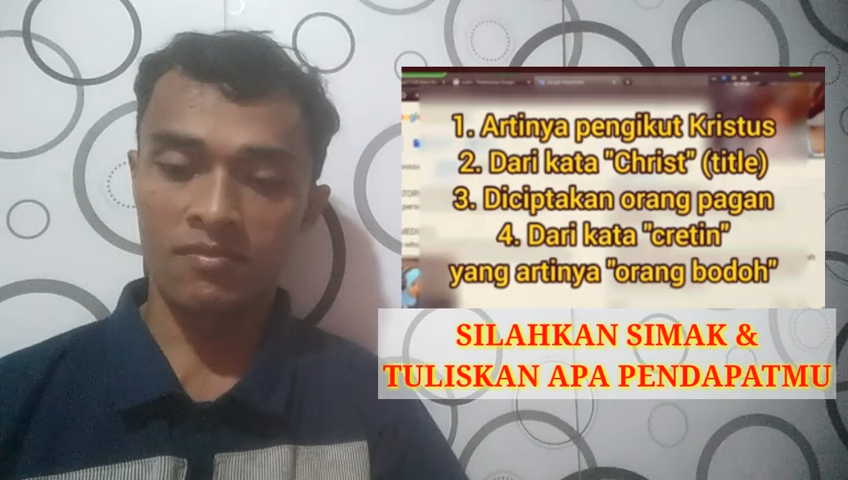 1. Artinya pengikut Kristus
2. Dari kata "Christ" (title)
3. Diciptakan orang pagan
4. Dari kata "cretin"
yang artinya "orang bodoh"
SILAHKAN SIMAK &
TULISKAN APA PENDAPATMU